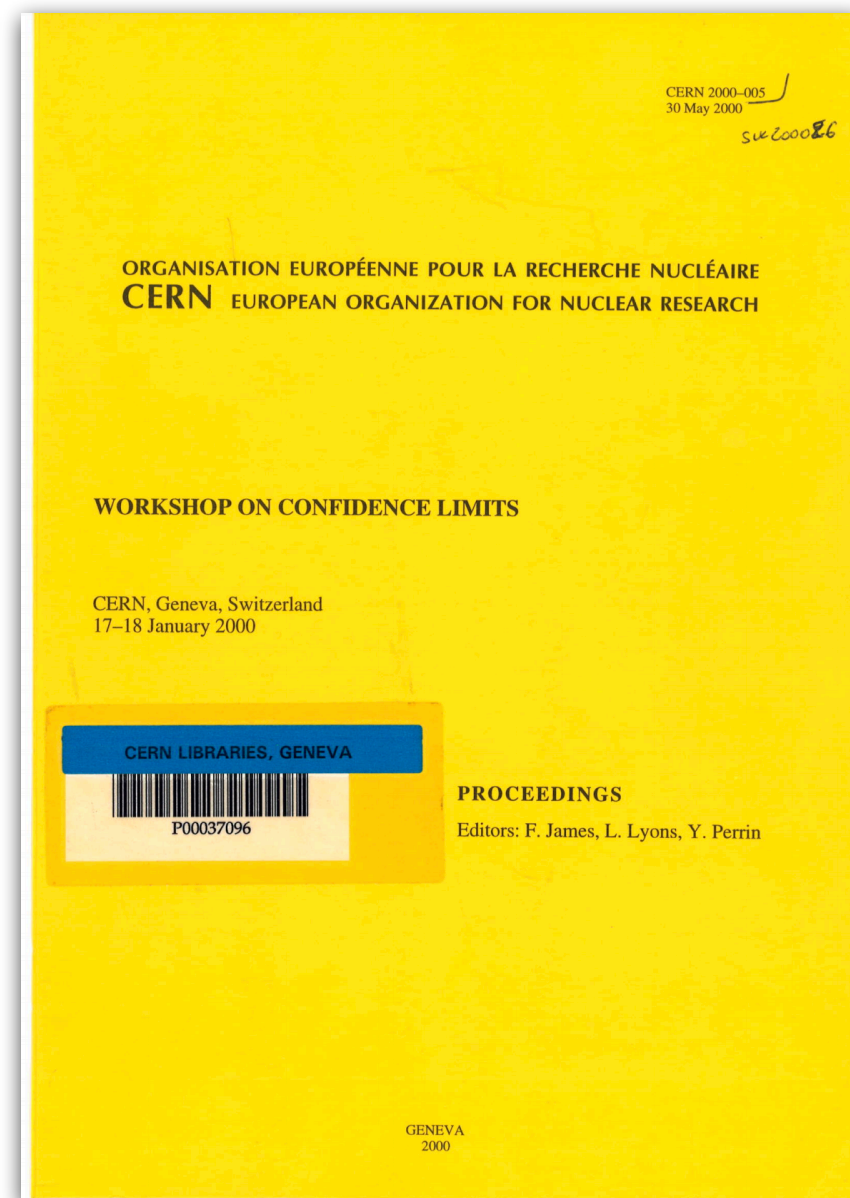 CERN 2000–005
30 May 2000
ORGANISATION EUROPÉENNE POUR LA RECHERCHE NUCLÉAIRE
CERN EUROPEAN ORGANIZATION FOR NUCLEAR RESEARCH
WORKSHOP ON CONFIDENCE LIMITS
CERN, Geneva, Switzerland
17–18 January 2000
CERN LIBRARIES, GENEVA
P00037096
PROCEEDINGS
Editors: F. James, L. Lyons, Y. Perrin
GENEVA
2000